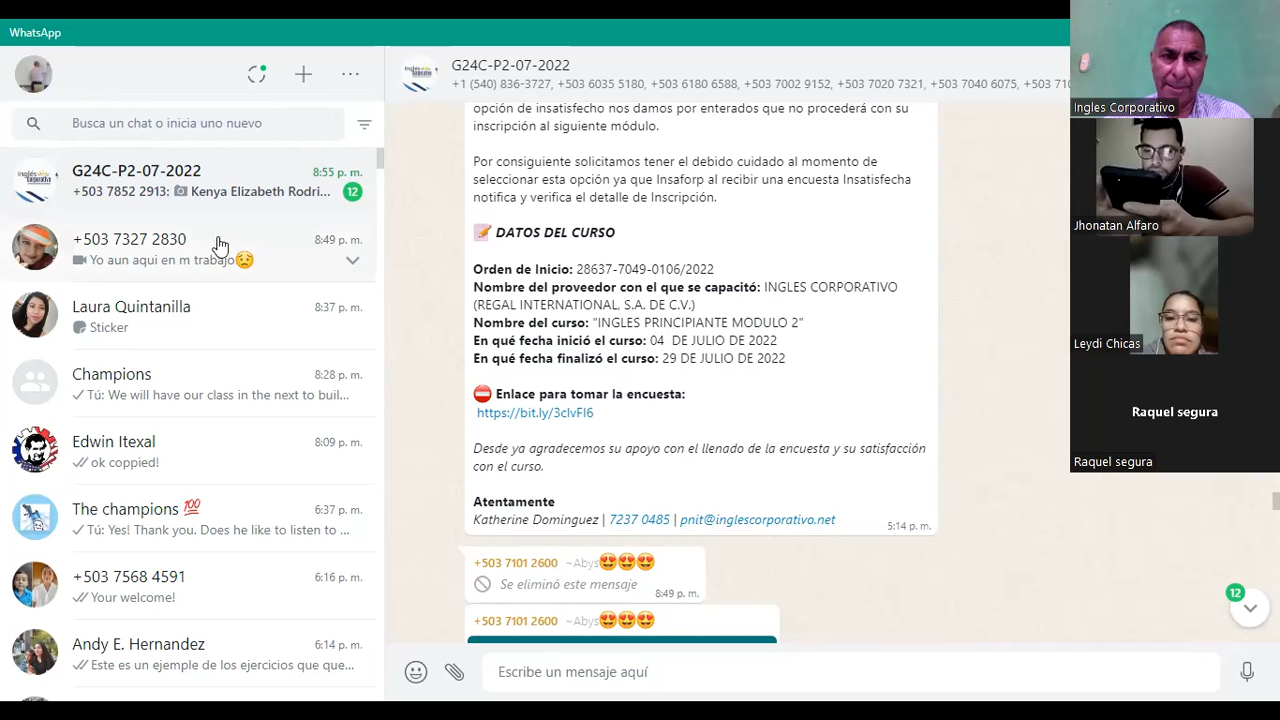 WhatsApp
Busca un chat o inicia uno nuevo
G24C-P2-07-2022
8:55 p. m.
+503 7852 2913: Kenya Elizabeth Rodri...
12
+503 7327 2830
8:49 p. m.
Yo aun aqui en m trabajo😟
Laura Quintanilla
8:37 p. m.
Sticker
Champions
8:28 p. m.
Tú: We will have our class in the next to buil...
Edwin Itexal
8:09 p. m.
ok coppied!
The champions 💯
6:37 p. m.
Tú: Yes! Thank you. Does he like to listen to ...
+503 7568 4591
6:16 p. m.
Your welcome!
Andy E. Hernandez
6:14 p. m.
Este es un ejemplo de los ejercicios que que...
G24C-P2-07-2022
+1 (540) 836-3727, +503 6035 5180, +503 6180 6588, +503 7002 9152, +503 7020 7321, +503 7040 6075, +503 710
opción de insatisfecho nos damos por enterados que no procederá con su
inscripción al siguiente módulo.
Por consiguiente solicitamos tener el debido cuidado al momento de
seleccionar esta opción ya que Insaforp al recibir una encuesta Insatisfecha
notifica y verifica el detalle de Inscripción.
📝 DATOS DEL CURSO
Orden de Inicio: 28637-7049-0106/2022
Nombre del proveedor con el que se capacitó: INGLES CORPORATIVO
(REGAL INTERNATIONAL, S.A. DE C.V.)
Nombre del curso: "INGLES PRINCIPIANTE MODULO 2"
En qué fecha inició el curso: 04 DE JULIO DE 2022
En qué fecha finalizó el curso: 29 DE JULIO DE 2022
⛔ Enlace para tomar la encuesta:
https://bit.ly/3clvFI6
Desde ya agradecemos su apoyo con el llenado de la encuesta y su satisfacción
con el curso.
Atentamente
Katherine Dominguez | 7237 0485 | pnit@inglescorporativo.net
5:14 p. m.
+503 7101 2600 ~Abys😍😍😍
Se eliminó este mensaje
8:49 p. m.
+503 7101 2600 ~Abys😍😍😍
12
Escribe un mensaje aquí
Ingles Corporativo
Jhonatan Alfaro
Leydi Chicas
Raquel segura
Raquel segura